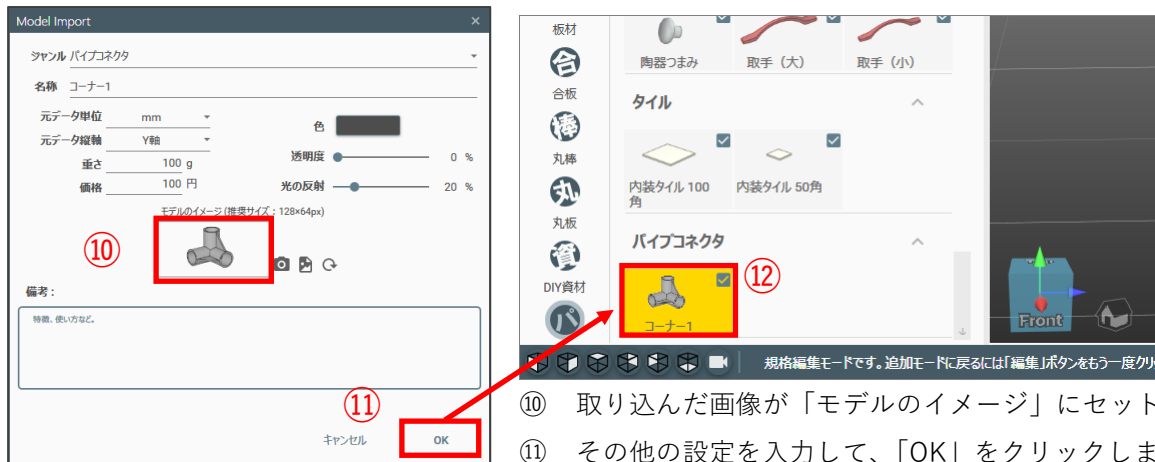 Model Import
ジャンル パイプコネクタ
名称 コーナー1
元データ単位 mm
元データ縦軸 Y軸
重さ 100 g
価格 100 円
色
透明度 0 %
光の反射 20 %
モデルのイメージ (推奨サイズ：128×64px)
⑩
備考：
特徴、使い方など。
⑪
キャンセル OK
板材
合
合板
棒
丸棒
丸
丸板
資
DIY資材
パ
陶器つまみ 取手（大） 取手（小）
タイル
内装タイル 100角 内装タイル 50角
パイプコネクタ
コーナー1
⑫
Front
規格編集モードです。追加モードに戻るには「編集」ボタンをもう一度クリ
⑩ 取り込んだ画像が「モデルのイメージ」にセット
⑪ その他の設定を入力して、「OK」をクリックしま